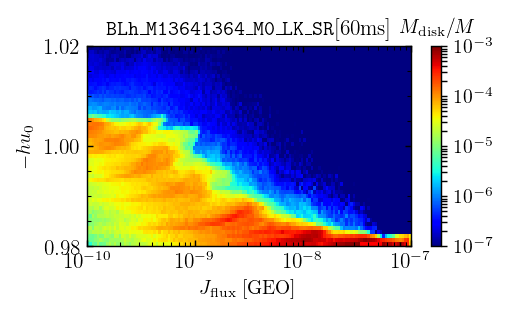 BLh_M13641364_M0_LK_SR[60ms] M_disk/M
1.02
1.00
0.98
−hu₀
10⁻¹⁰ 10⁻⁹ 10⁻⁸ 10⁻⁷
J_flux [GEO]
10⁻³
10⁻⁴
10⁻⁵
10⁻⁶
10⁻⁷